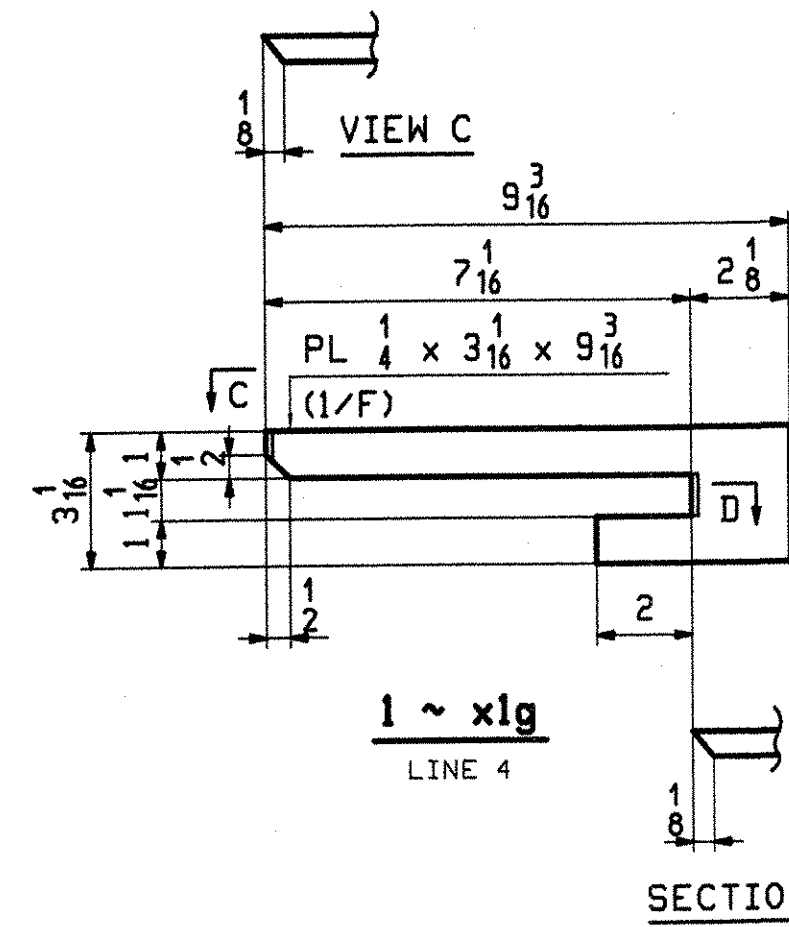 1/8
VIEW C
9 3/16
7 1/16
2 1/8
PL 1/4 x 3 1/16 x 9 3/16
C
(1/F)
3 1/16
1
1/2
1 1/16
1
D
1/2
2
1 ~ x1g
LINE 4
1/8
SECTIO